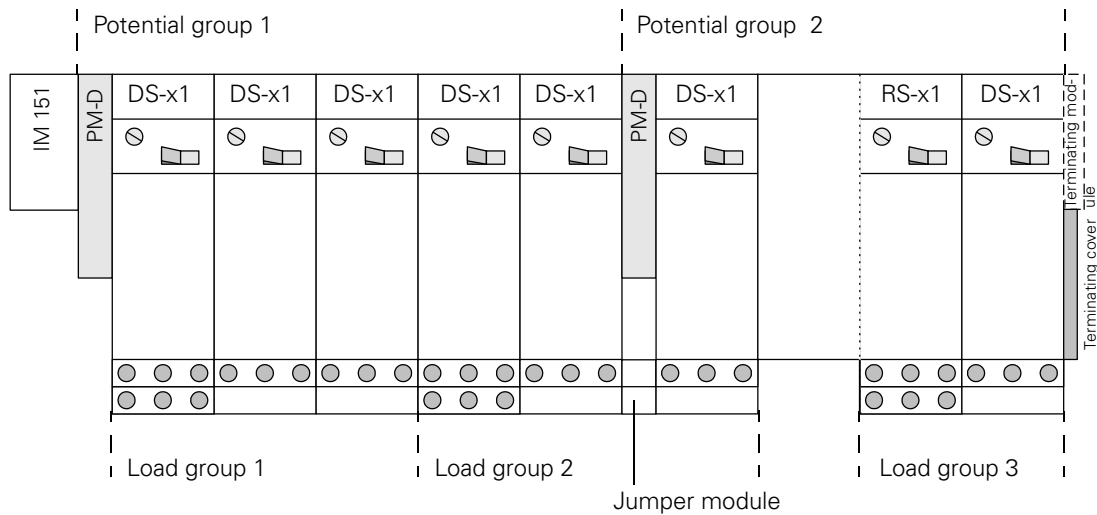 Potential group 1
Potential group 2
IM 151
PM-D
DS-x1
DS-x1
DS-x1
DS-x1
DS-x1
PM-D
DS-x1
RS-x1
DS-x1
Terminating mod-
ule
Terminating cover
Load group 1
Load group 2
Load group 3
Jumper module